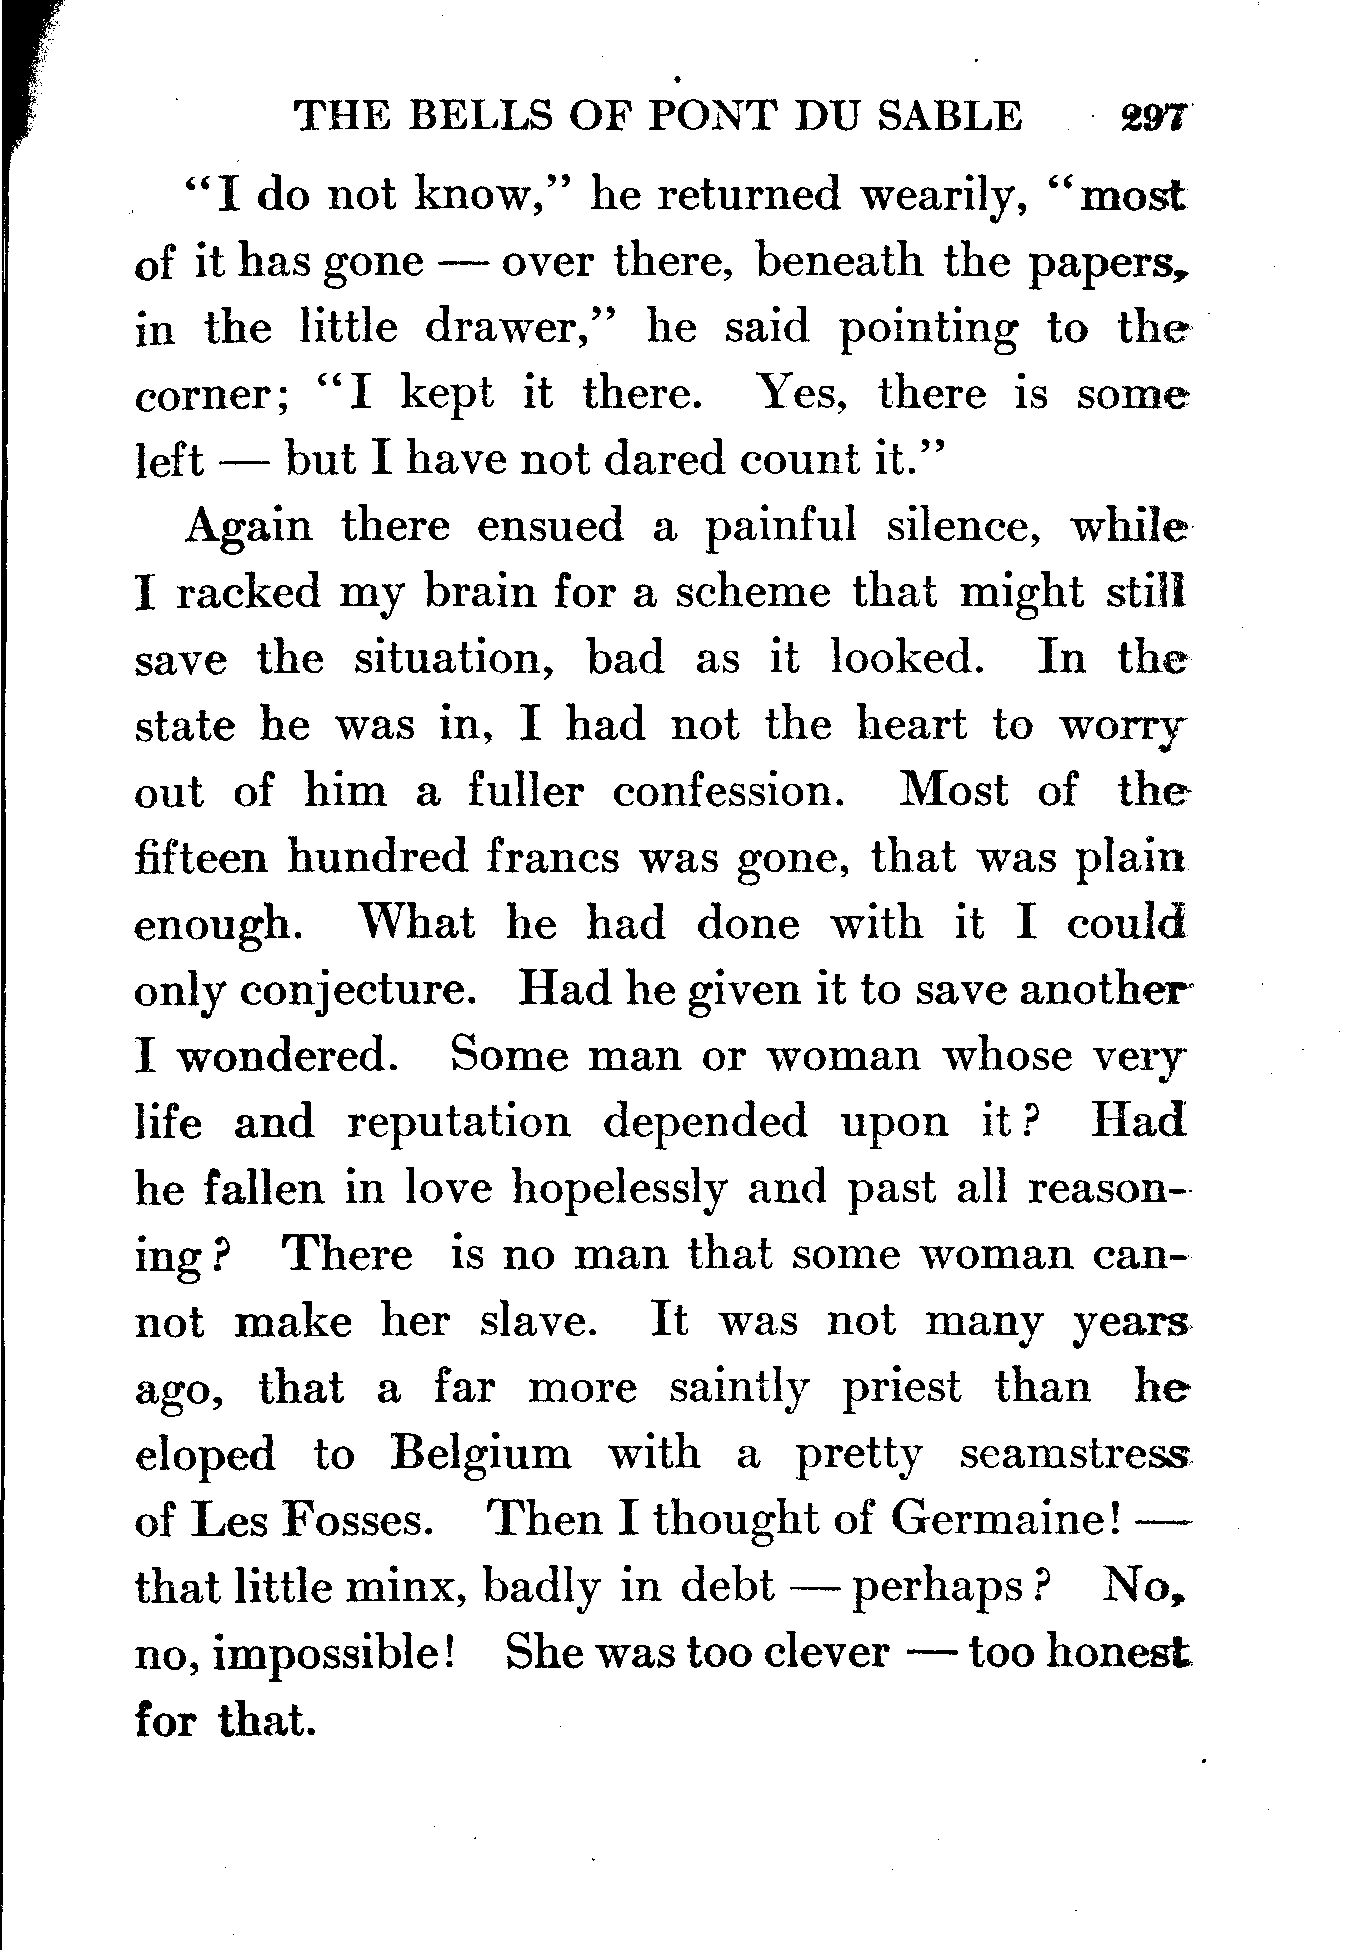 THE BELLS OF PONT DU SABLE 297
“I do not know,” he returned wearily, “most
of it has gone — over there, beneath the papers,
in the little drawer,” he said pointing to the
corner; “I kept it there. Yes, there is some
left — but I have not dared count it.”
Again there ensued a painful silence, while
I racked my brain for a scheme that might still
save the situation, bad as it looked. In the
state he was in, I had not the heart to worry
out of him a fuller confession. Most of the
fifteen hundred francs was gone, that was plain
enough. What he had done with it I could
only conjecture. Had he given it to save another
I wondered. Some man or woman whose very
life and reputation depended upon it? Had
he fallen in love hopelessly and past all reason-
ing? There is no man that some woman can-
not make her slave. It was not many years
ago, that a far more saintly priest than he
eloped to Belgium with a pretty seamstress
of Les Fosses. Then I thought of Germaine! —
that little minx, badly in debt — perhaps? No,
no, impossible! She was too clever — too honest
for that.